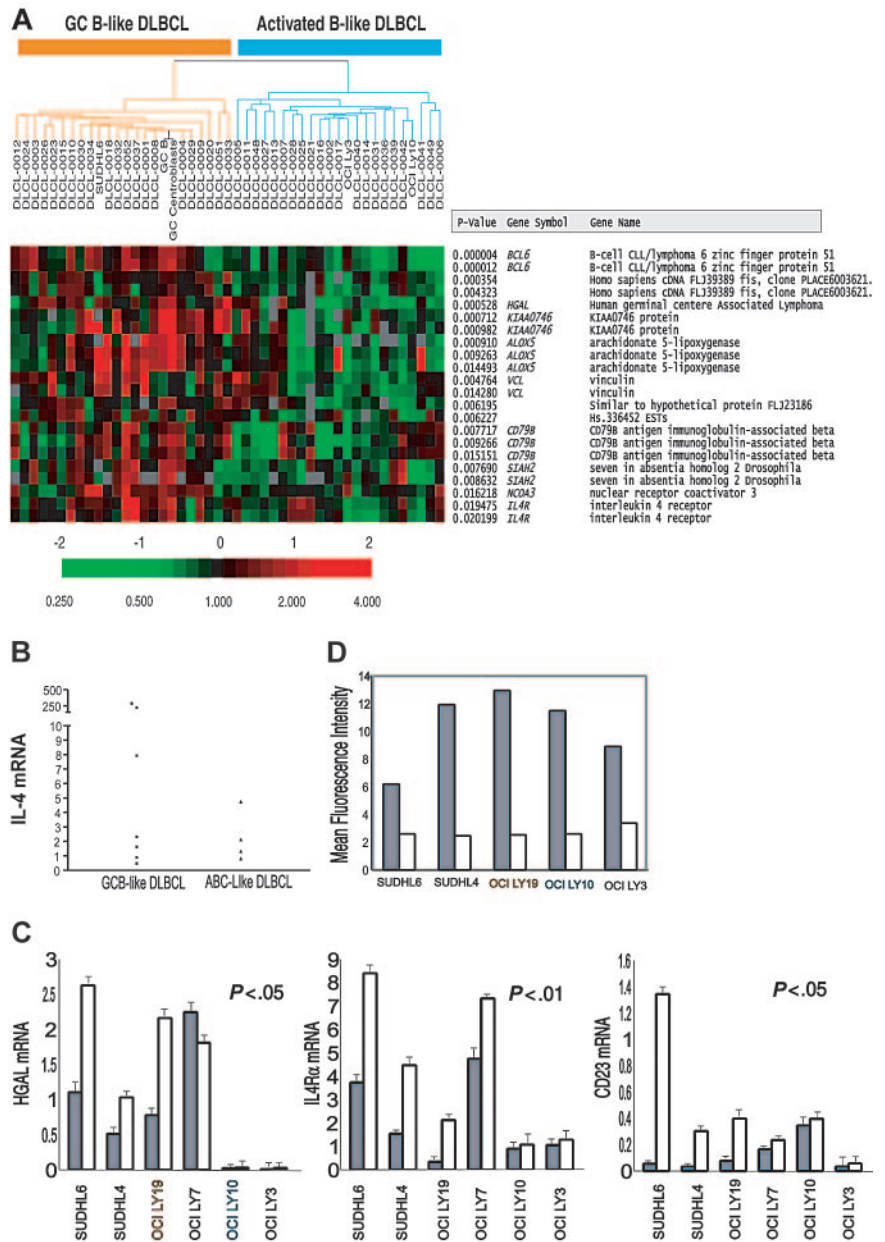 A
GC B-like DLBCL
Activated B-like DLBCL
DLCL-0012
DLCL-0024
DLCL-0003
DLCL-0026
DLCL-0023
DLCL-0015
DLCL-0010
DLCL-0030
DLCL-0034
SUDHL6
DLCL-0018
DLCL-0032
DLCL-0052
DLCL-0037
DLCL-0001
DLCL-0008
GC B
GC Centroblasts
DLCL-0004
DLCL-0029
DLCL-0009
DLCL-0020
DLCL-0051
DLCL-0033
DLCL-0005
DLCL-0011
DLCL-0048
DLCL-0027
DLCL-0013
DLCL-0007
DLCL-0028
DLCL-0025
DLCL-0021
DLCL-0016
DLCL-0002
DLCL-0017
OCI Ly3
DLCL-0040
DLCL-0014
DLCL-0031
DLCL-0036
DLCL-0039
DLCL-0042
OCI Ly10
DLCL-0041
DLCL-0049
DLCL-0006
P-Value Gene Symbol Gene Name
0.000004 BCL6 B-cell CLL/lymphoma 6 zinc finger protein 51
0.000012 BCL6 B-cell CLL/lymphoma 6 zinc finger protein 51
0.000354 Homo sapiens cDNA FLJ39389 fis, clone PLACE6003621.
0.004323 Homo sapiens cDNA FLJ39389 fis, clone PLACE6003621.
0.000528 HGAL Human germinal centere Associated Lymphoma
0.000712 KIAA0746 KIAA0746 protein
0.000982 KIAA0746 KIAA0746 protein
0.000910 ALOX5 arachidonate 5-lipoxygenase
0.009263 ALOX5 arachidonate 5-lipoxygenase
0.014493 ALOX5 arachidonate 5-lipoxygenase
0.004764 VCL vinculin
0.014280 VCL vinculin
0.006195 Similar to hypothetical protein FLJ23186
0.006227 Hs.336452 ESTs
0.007717 CD79B CD79B antigen immunoglobulin-associated beta
0.009266 CD79B CD79B antigen immunoglobulin-associated beta
0.015151 CD79B CD79B antigen immunoglobulin-associated beta
0.007690 SIAH2 seven in absentia homolog 2 Drosophila
0.008632 SIAH2 seven in absentia homolog 2 Drosophila
0.016218 NCOA3 nuclear receptor coactivator 3
0.019475 IL4R interleukin 4 receptor
0.020199 IL4R interleukin 4 receptor
-2 -1 0 1 2
0.250 0.500 1.000 2.000 4.000
B
IL-4 mRNA
500
250
10
9
8
7
6
5
4
3
2
1
0
GCB-like DLBCL ABC-LIke DLBCL
D
Mean Fluorescence Intensity
14
12
10
8
6
4
2
0
SUDHL6 SUDHL4 OCI LY19 OCI LY10 OCI LY3
C
HGAL mRNA
3
2.5
2
1.5
1
0.5
0
P<.05
SUDHL6
SUDHL4
OCI LY19
OCI LY7
OCI LY10
OCI LY3
IL4Rα mRNA
9
8
7
6
5
4
3
2
1
0
P<.01
SUDHL6
SUDHL4
OCI LY19
OCI LY7
OCI LY10
OCI LY3
CD23 mRNA
1.6
1.4
1.2
1
0.8
0.6
0.4
0.2
0
P<.05
SUDHL6
SUDHL4
OCI LY19
OCI LY7
OCI LY10
OCI LY3